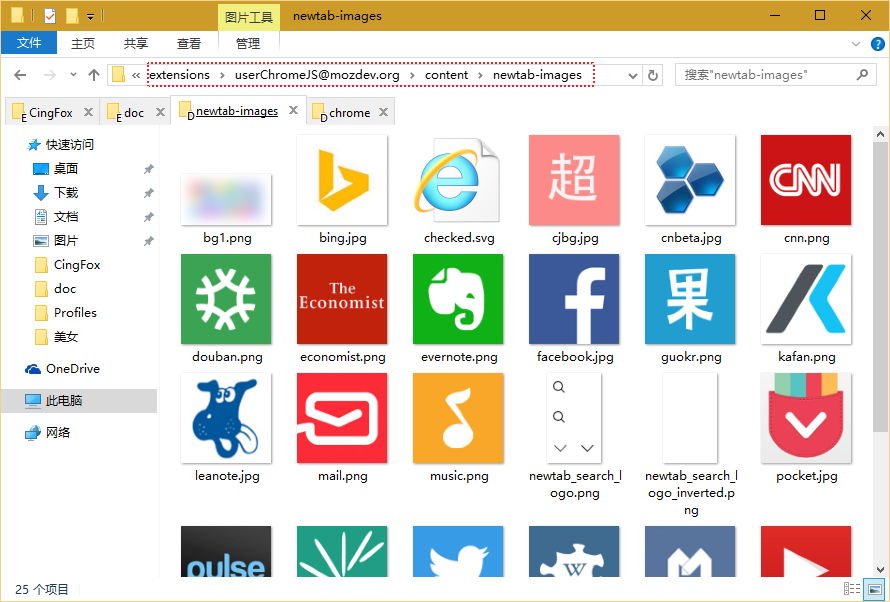 图片工具
newtab-images
文件
主页
共享
查看
管理
« extensions › userChromeJS@mozdev.org › content › newtab-images
搜索"newtab-images"
CingFox
doc
newtab-images
chrome
快速访问
桌面
下载
文档
图片
CingFox
doc
Profiles
美女
OneDrive
此电脑
网络
bg1.png
bing.jpg
checked.svg
超
cjbg.jpg
cnbeta.jpg
CNN
cnn.png
douban.png
The
Economist
economist.png
evernote.png
facebook.jpg
果
guokr.png
kafan.png
leanote.jpg
mail.png
music.png
newtab_search_l
ogo.png
newtab_search_l
ogo_inverted.p
ng
pocket.jpg
pulse
W
25 个项目